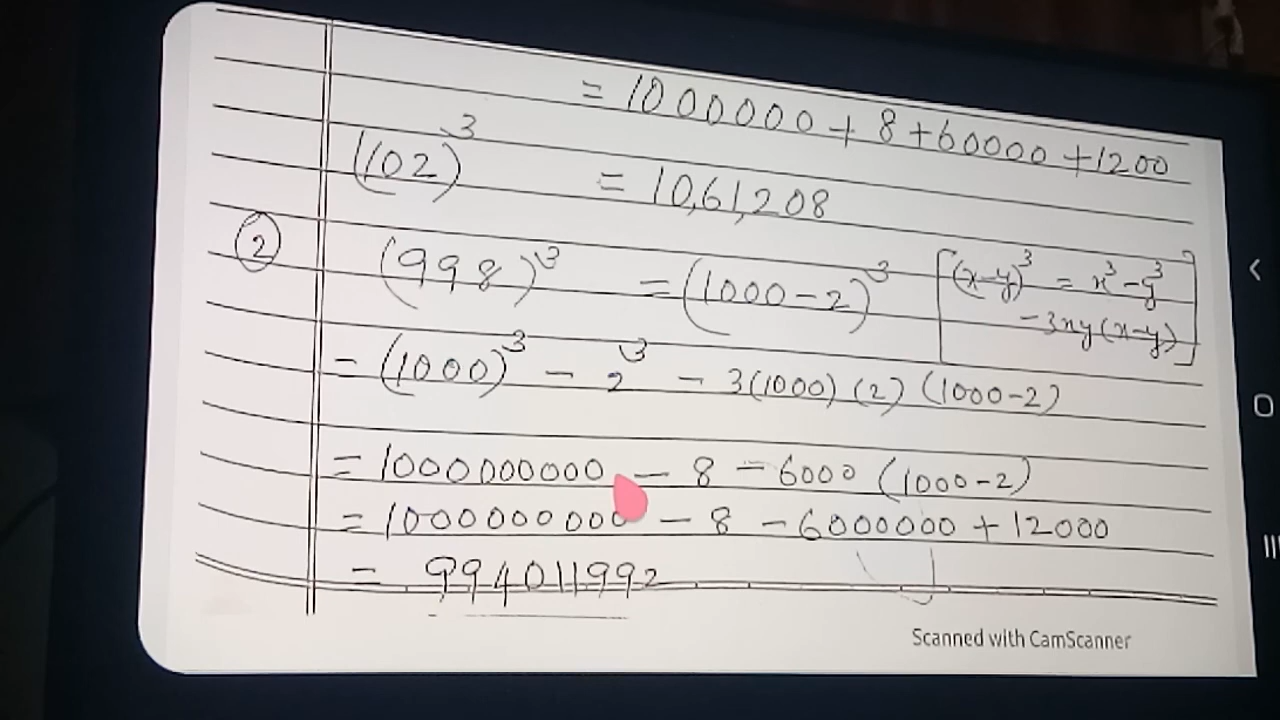 = 1000000 + 8 + 60000 + 1200
(102)³ = 10,61,208
② (998)³ = (1000 - 2)³ [(x-y)³ = x³ - y³
- 3xy(x-y)]
= (1000)³ - 2³ - 3(1000) (2) (1000-2)
= 1000000000 - 8 - 6000 (1000-2)
= 1000000000 - 8 - 6000000 + 12000
= 994011992
Scanned with CamScanner